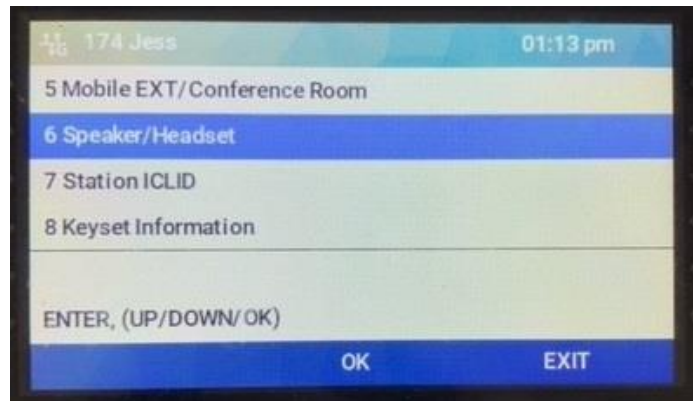 174 Jess 01:13 pm
5 Mobile EXT/Conference Room
6 Speaker/Headset
7 Station ICLID
8 Keyset Information
ENTER, (UP/DOWN/OK)
OK EXIT